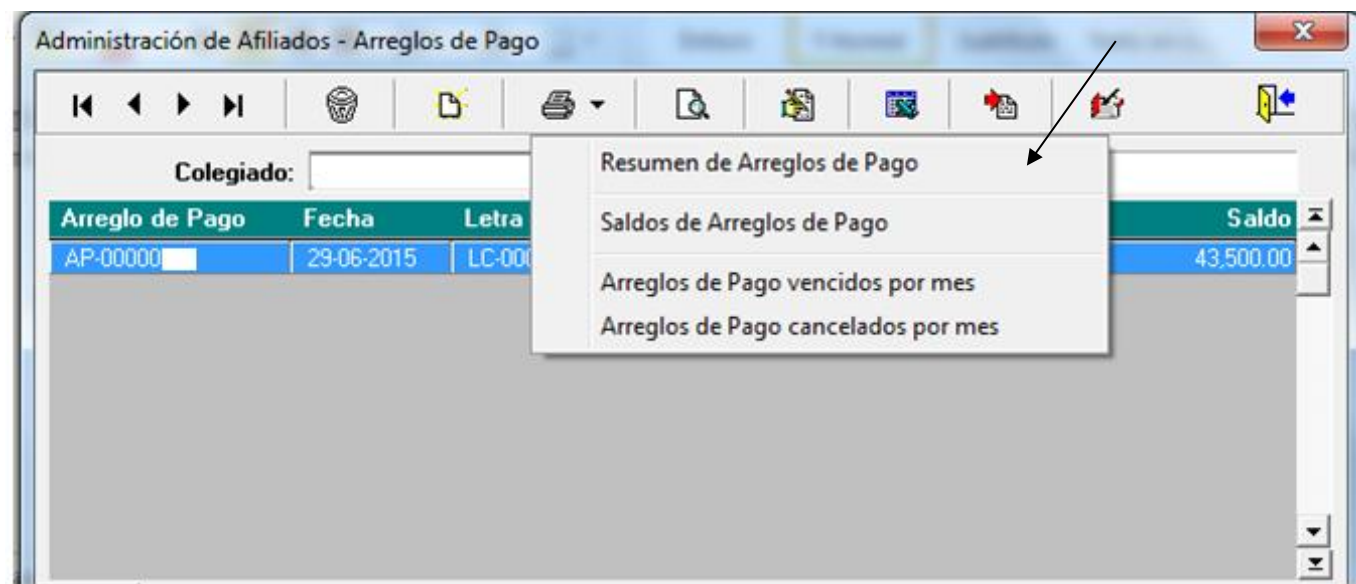 Administración de Afiliados - Arreglos de Pago
Colegiado:
Resumen de Arreglos de Pago
Saldos de Arreglos de Pago
Arreglos de Pago vencidos por mes
Arreglos de Pago cancelados por mes
Arreglo de Pago Fecha Letra Saldo
AP-00000 29-06-2015 LC-000 43,500.00